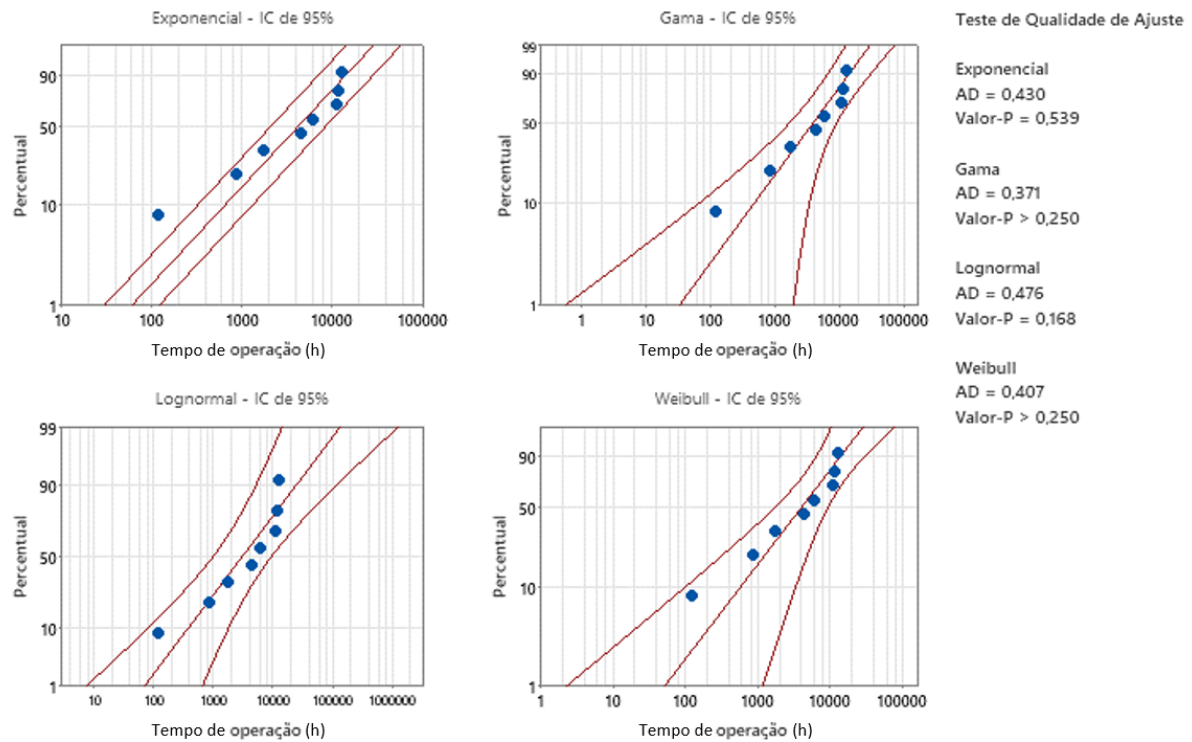 Exponencial - IC de 95%
Percentual
90
50
10
1
10 100 1000 10000 100000
Tempo de operação (h)
Gama - IC de 95%
Percentual
99
90
50
10
1
1 10 100 1000 10000 100000
Tempo de operação (h)
Lognormal - IC de 95%
Percentual
99
90
50
10
1
10 100 1000 10000 100000 1000000
Tempo de operação (h)
Weibull - IC de 95%
Percentual
90
50
10
1
1 10 100 1000 10000 100000
Tempo de operação (h)
Teste de Qualidade de Ajuste
Exponencial
AD = 0,430
Valor-P = 0,539
Gama
AD = 0,371
Valor-P > 0,250
Lognormal
AD = 0,476
Valor-P = 0,168
Weibull
AD = 0,407
Valor-P > 0,250